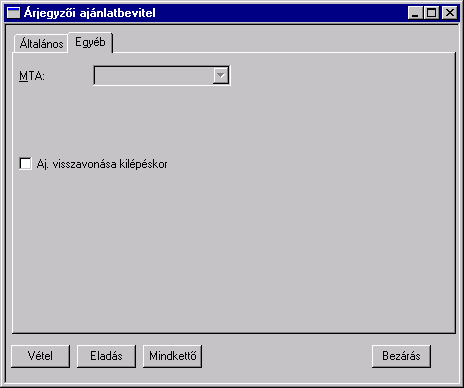 Árjegyzői ajánlatbevitel
Általános Egyéb
MTA:
Aj. visszavonása kilépéskor
Vétel Eladás Mindkettő Bezárás